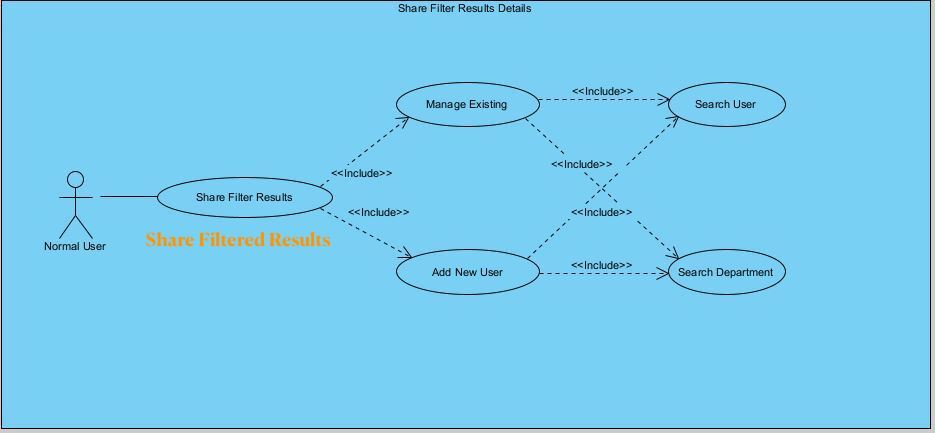 Share Filter Results Details
Manage Existing
<<Include>>
Search User
<<Include>>
<<Include>>
Share Filter Results
<<Include>>
<<Include>>
Normal User
Share Filtered Results
Add New User
<<Include>>
Search Department